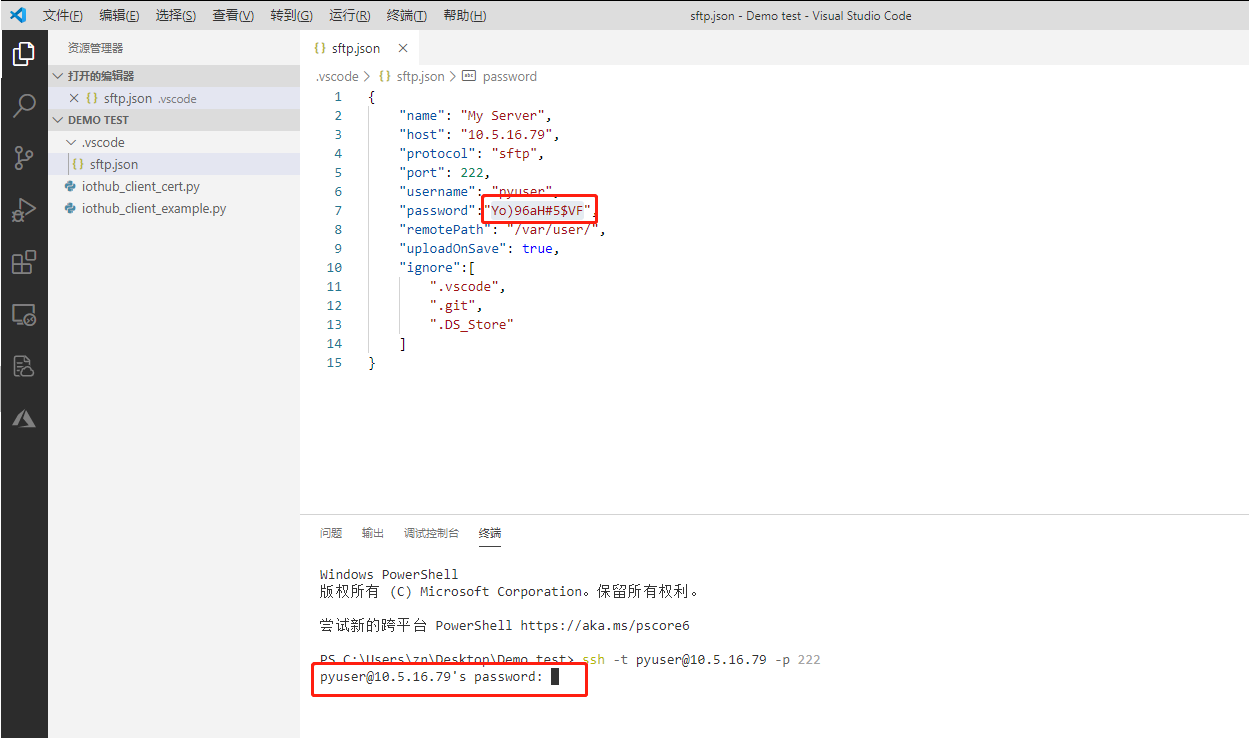 文件(F) 编辑(E) 选择(S) 查看(V) 转到(G) 运行(R) 终端(T) 帮助(H) sftp.json - Demo test - Visual Studio Code
资源管理器
打开的编辑器
{} sftp.json .vscode
DEMO TEST
.vscode
{} sftp.json
iothub_client_cert.py
iothub_client_example.py
{} sftp.json
.vscode > {} sftp.json > abc password
1 {
2 "name": "My Server",
3 "host": "10.5.16.79",
4 "protocol": "sftp",
5 "port": 222,
6 "username": "pyuser",
7 "password":"Yo)96aH#5$VF",
8 "remotePath": "/var/user/",
9 "uploadOnSave": true,
10 "ignore":[
11 ".vscode",
12 ".git",
13 ".DS_Store"
14 ]
15 }
问题 输出 调试控制台 终端
Windows PowerShell
版权所有 (C) Microsoft Corporation。保留所有权利。
尝试新的跨平台 PowerShell https://aka.ms/pscore6
PS C:\Users\zn\Desktop\Demo test> ssh -t pyuser@10.5.16.79 -p 222
pyuser@10.5.16.79's password: